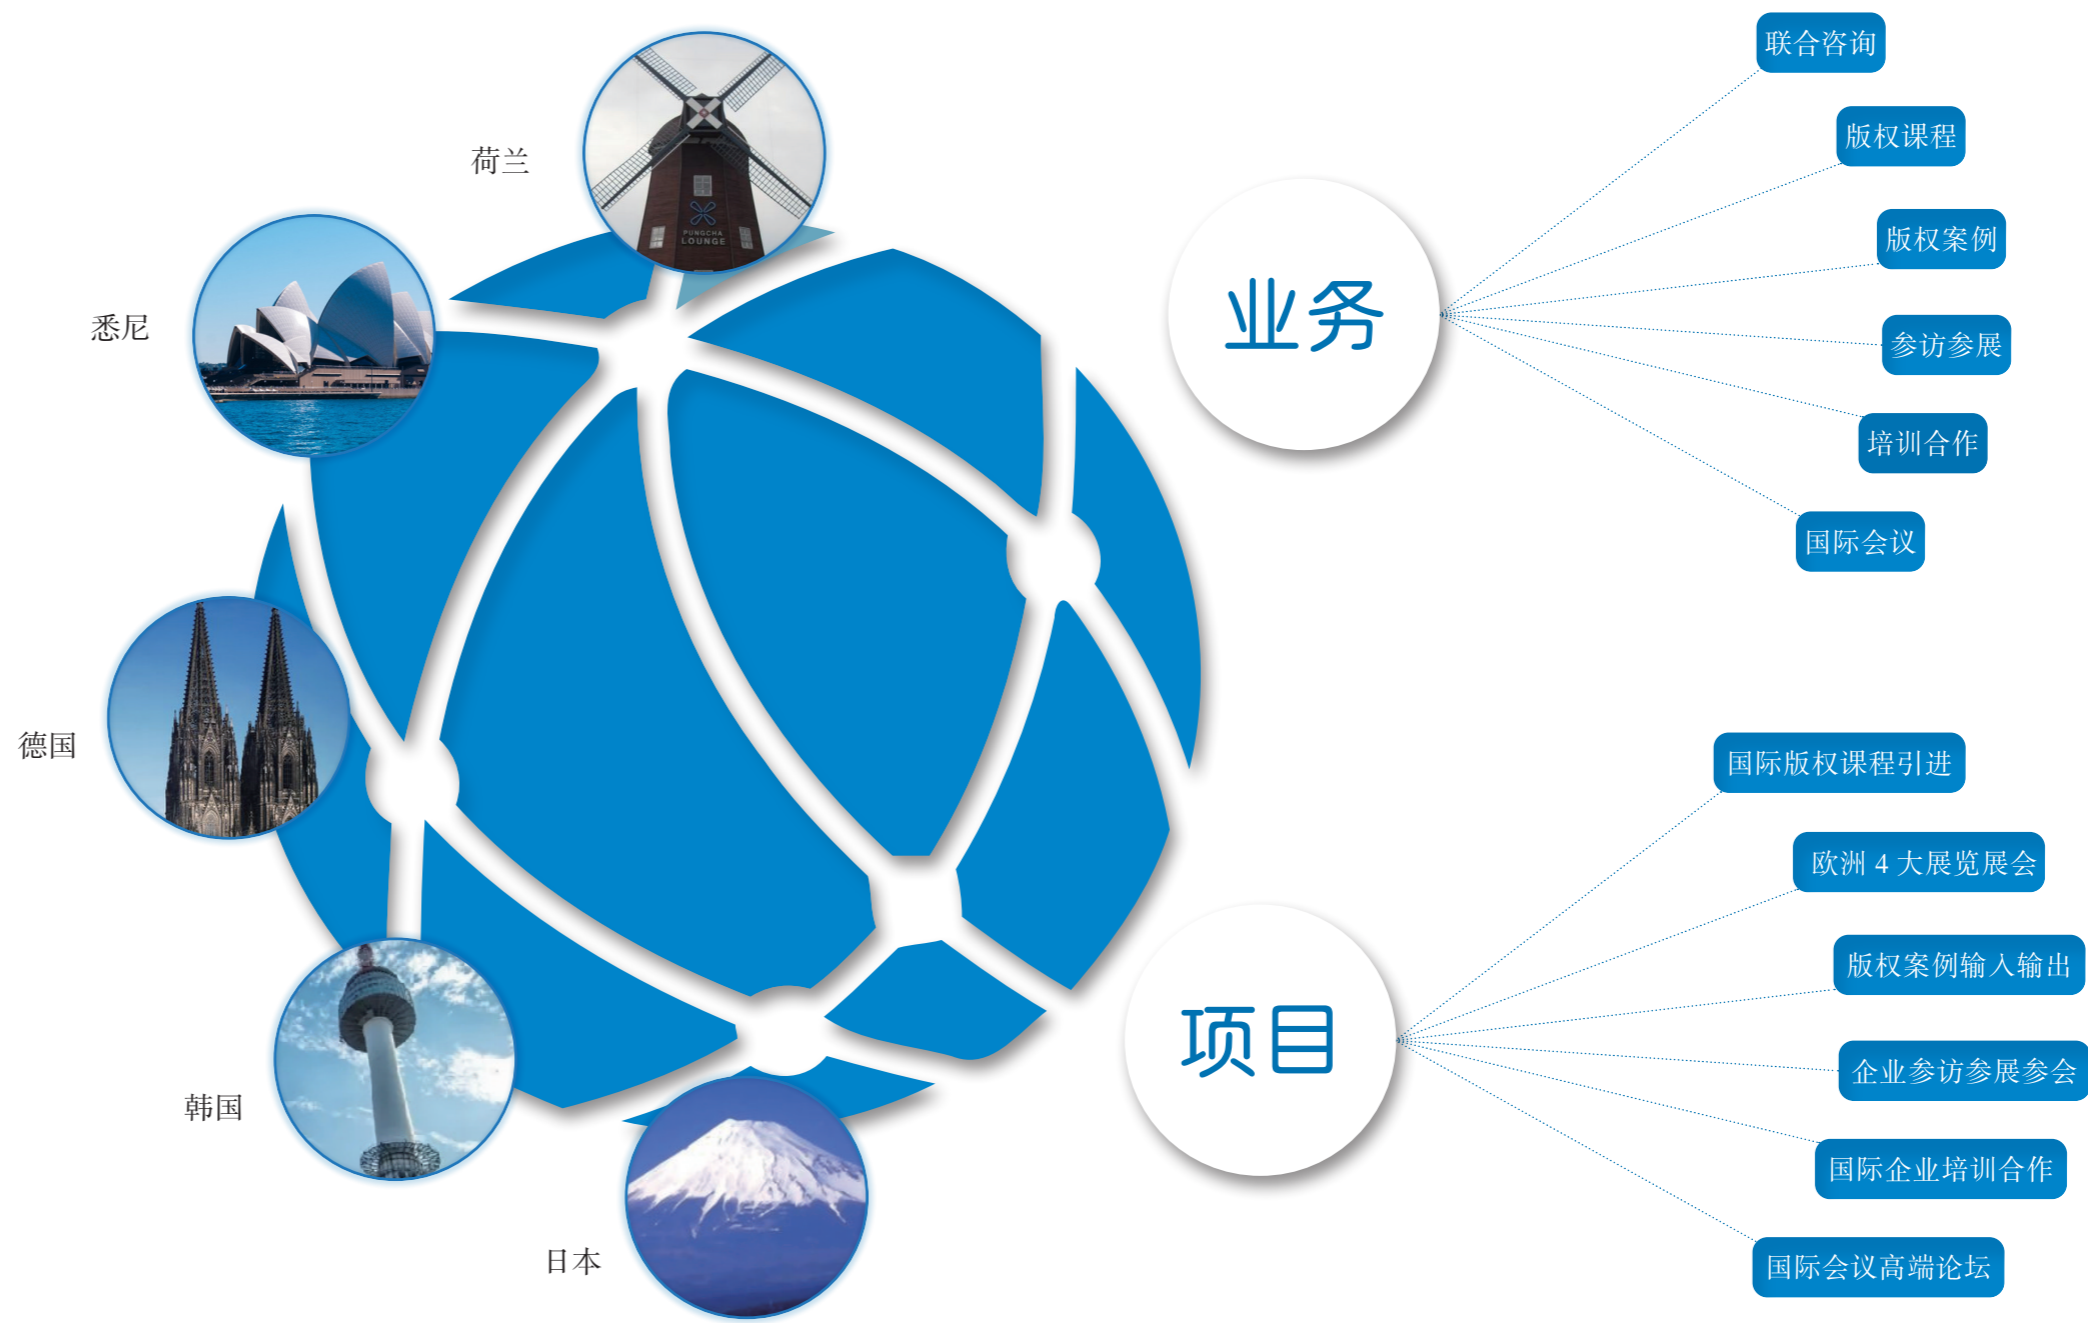 荷兰
PUNGCHA
LOUNGE
悉尼
德国
韩国
日本
业务
联合咨询
版权课程
版权案例
参访参展
培训合作
国际会议
项目
国际版权课程引进
欧洲 4 大展览展会
版权案例输入输出
企业参访参展参会
国际企业培训合作
国际会议高端论坛